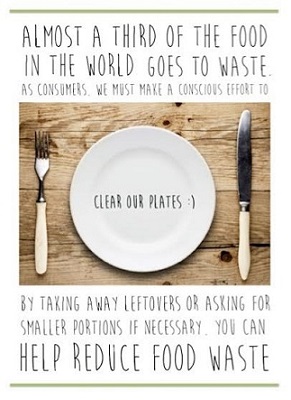 ALMOST A THIRD OF THE FOOD
IN THE WORLD GOES TO WASTE.
AS CONSUMERS, WE MUST MAKE A CONSCIOUS EFFORT TO
CLEAR OUR PLATES :)
BY TAKING AWAY LEFTOVERS OR ASKING FOR
SMALLER PORTIONS IF NECESSARY, YOU CAN
HELP REDUCE FOOD WASTE